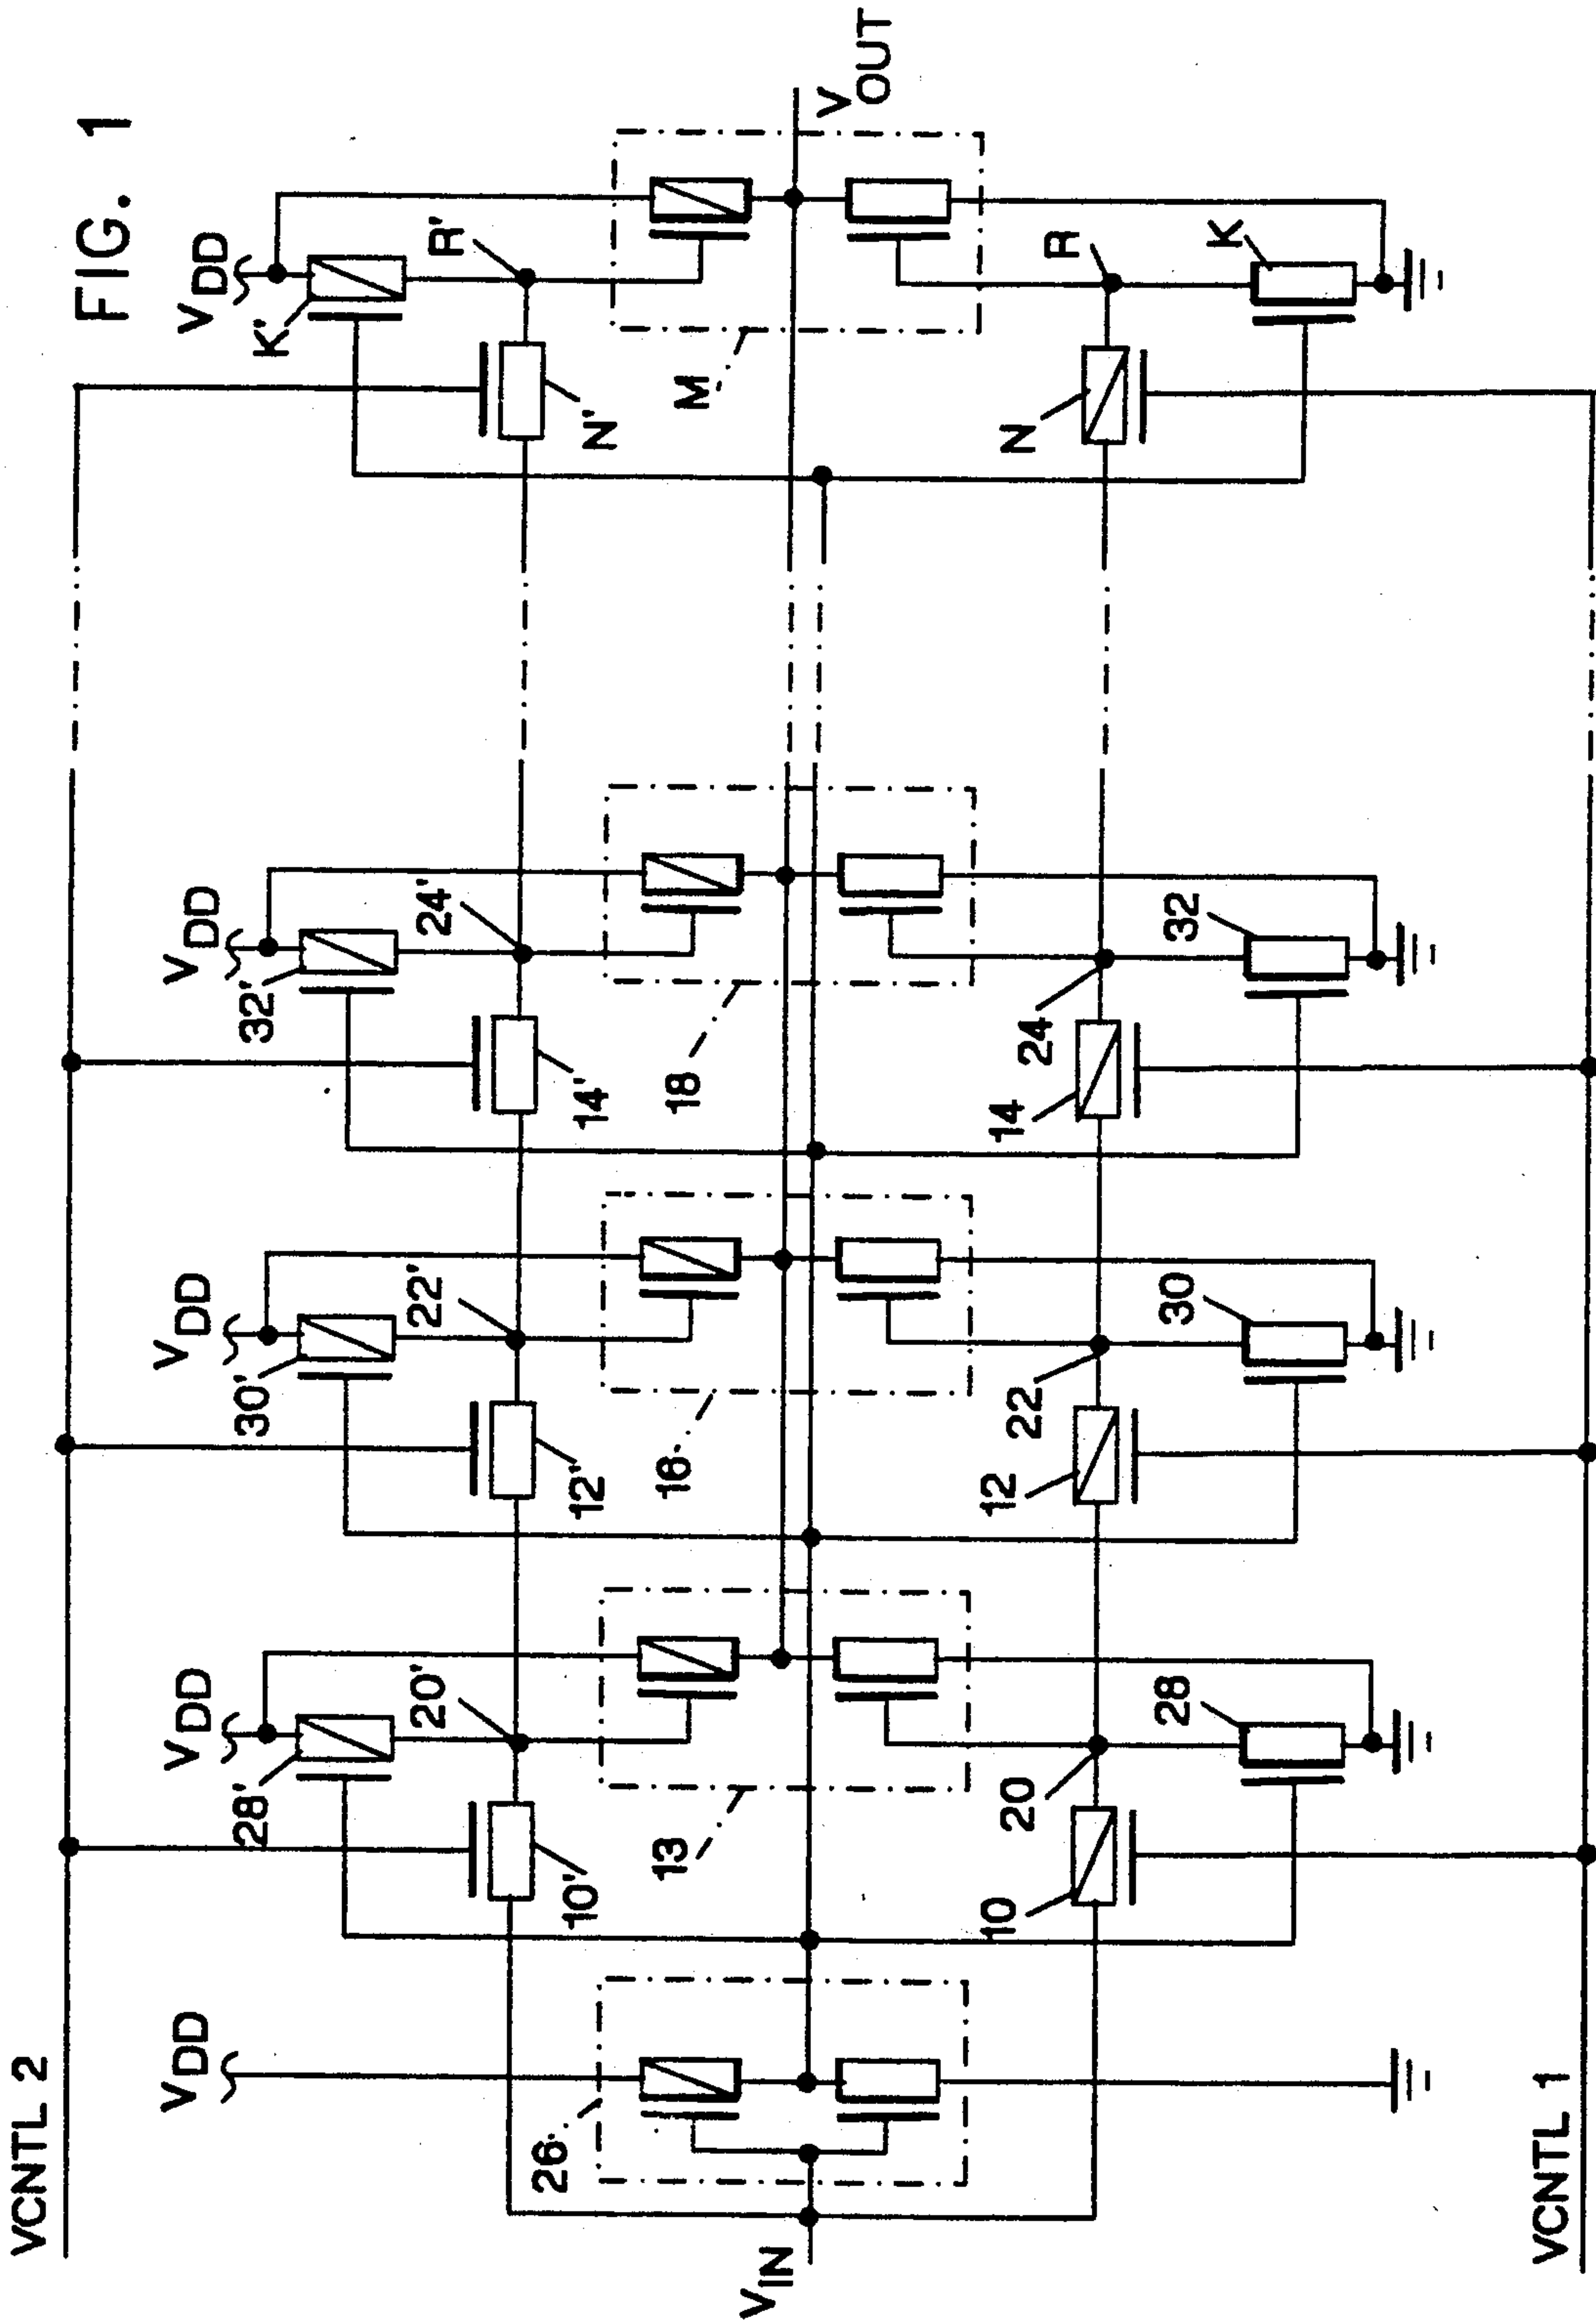 FIG. 1
VCNTL 2
VDD
VDD
VDD
VDD
VDD
28'
30'
32'
K'
20'
22'
24'
R'
10'
12'
14'
N'
26
13
16
18
M
VIN
VOUT
10
12
14
N
20
22
24
R
28
30
32
K
VCNTL 1